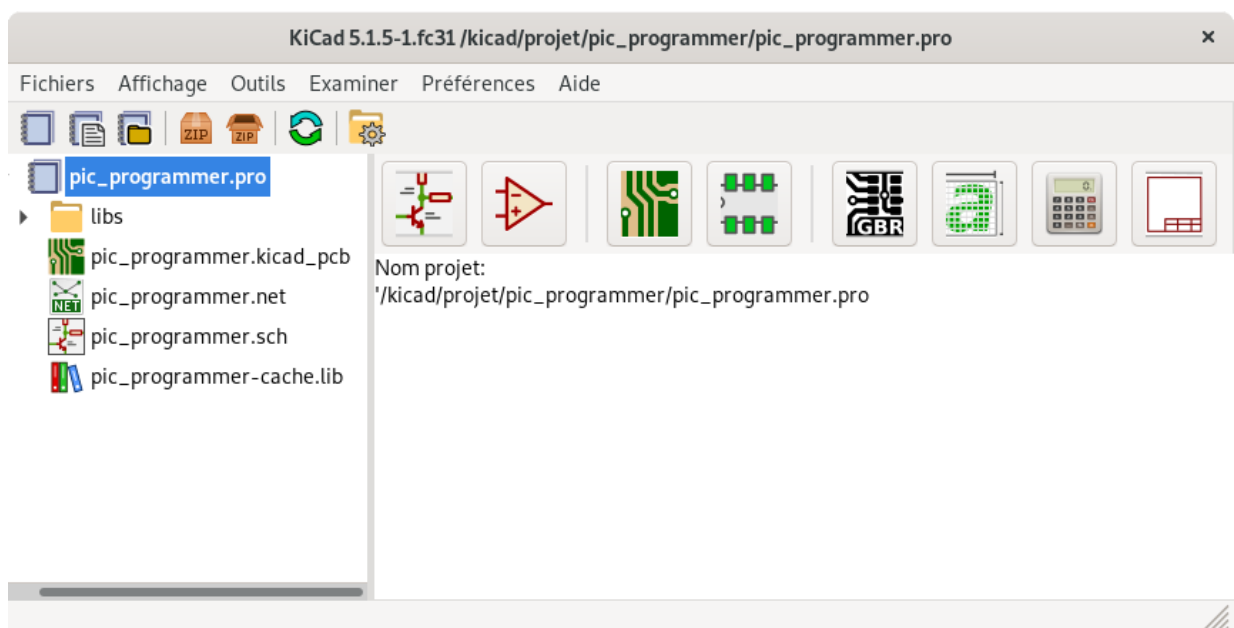 KiCad 5.1.5-1.fc31 /kicad/projet/pic_programmer/pic_programmer.pro
Fichiers Affichage Outils Examiner Préférences Aide
ZIP ZIP
pic_programmer.pro
libs
pic_programmer.kicad_pcb
NET pic_programmer.net
pic_programmer.sch
pic_programmer-cache.lib
GBR a 0.
Nom projet:
'/kicad/projet/pic_programmer/pic_programmer.pro